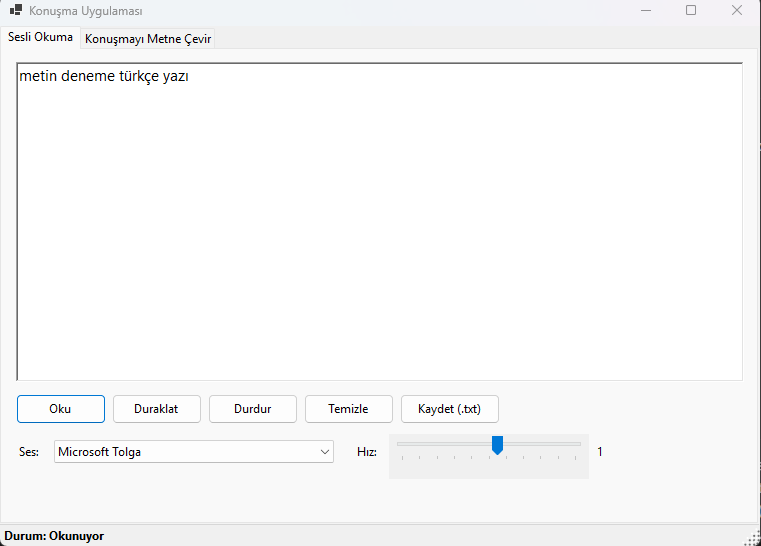 Konuşma Uygulaması
Sesli Okuma
Konuşmayı Metne Çevir
metin deneme türkçe yazı
Oku
Duraklat
Durdur
Temizle
Kaydet (.txt)
Ses:
Microsoft Tolga
Hız:
1
Durum: Okunuyor